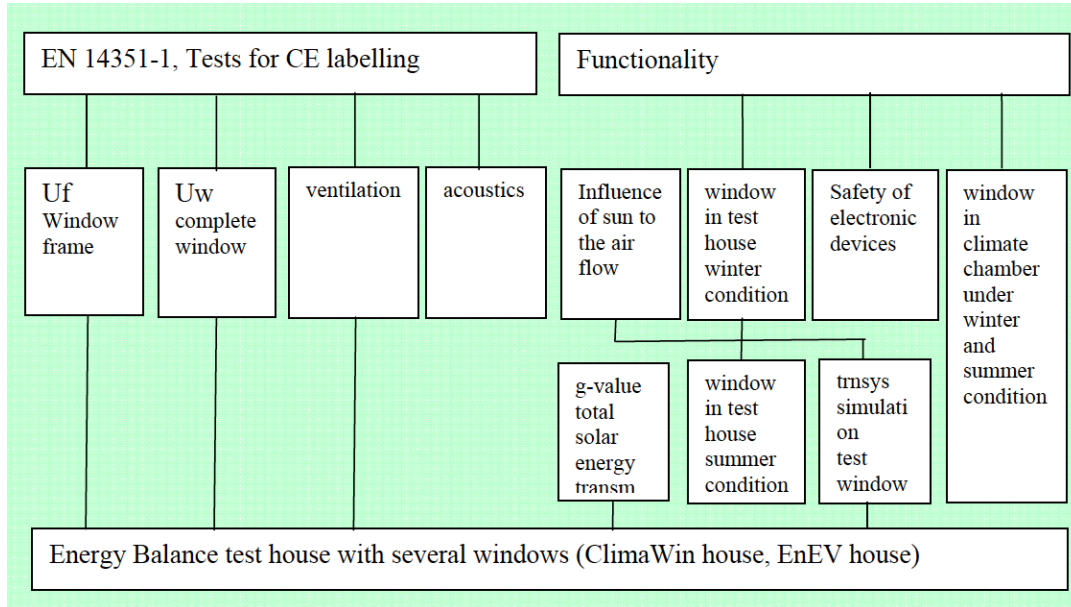 EN 14351-1, Tests for CE labelling
Functionality
Uf
Window
frame
Uw
complete
window
ventilation
acoustics
Influence
of sun to
the air
flow
window
in test
house
winter
condition
Safety of
electronic
devices
window
in
climate
chamber
under
winter
and
summer
condition
g-value
total
solar
energy
transm
window
in test
house
summer
condition
trnsys
simulati
on
test
window
Energy Balance test house with several windows (ClimaWin house, EnEV house)